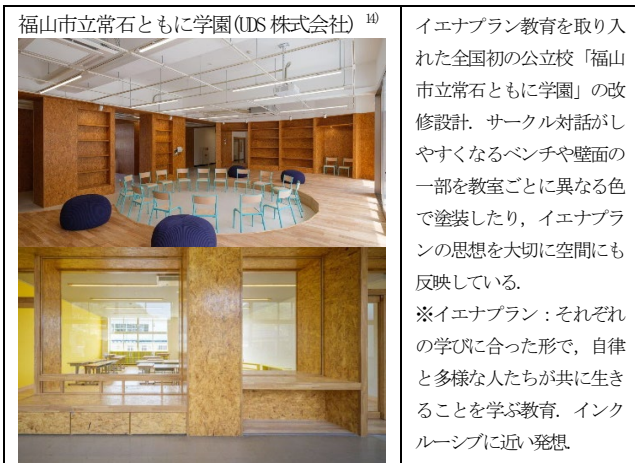 福山市立常石ともに学園(UDS 株式会社) 14)
イエナプラン教育を取り入
れた全国初の公立校「福山
市立常石ともに学園」の改
修設計．サークル対話がし
やすくなるベンチや壁面の
一部を教室ごとに異なる色
で塗装したり，イエナプラ
ンの思想を大切に空間にも
反映している．
※イエナプラン：それぞれ
の学びに合った形で，自律
と多様な人たちが共に生き
ることを学ぶ教育．インク
ルーシブに近い発想．